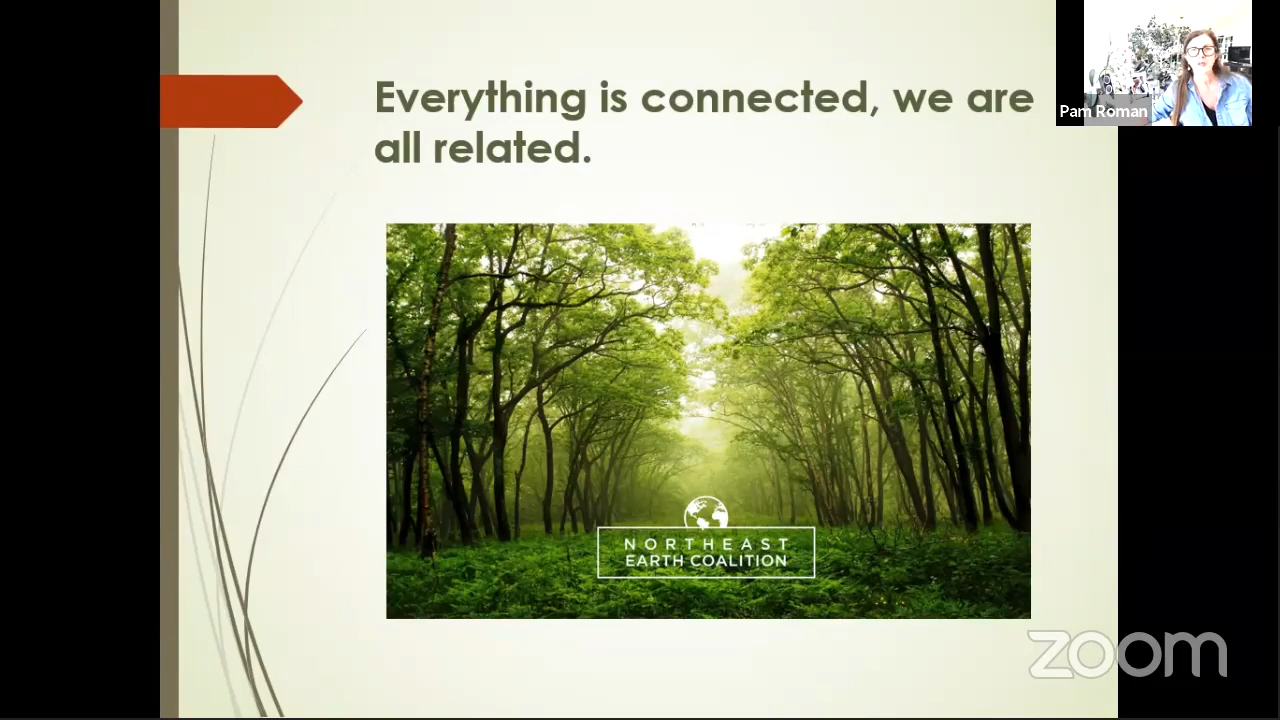 Everything is connected, we are
all related.
Pam Roman
NORTHEAST
EARTH COALITION
zoom